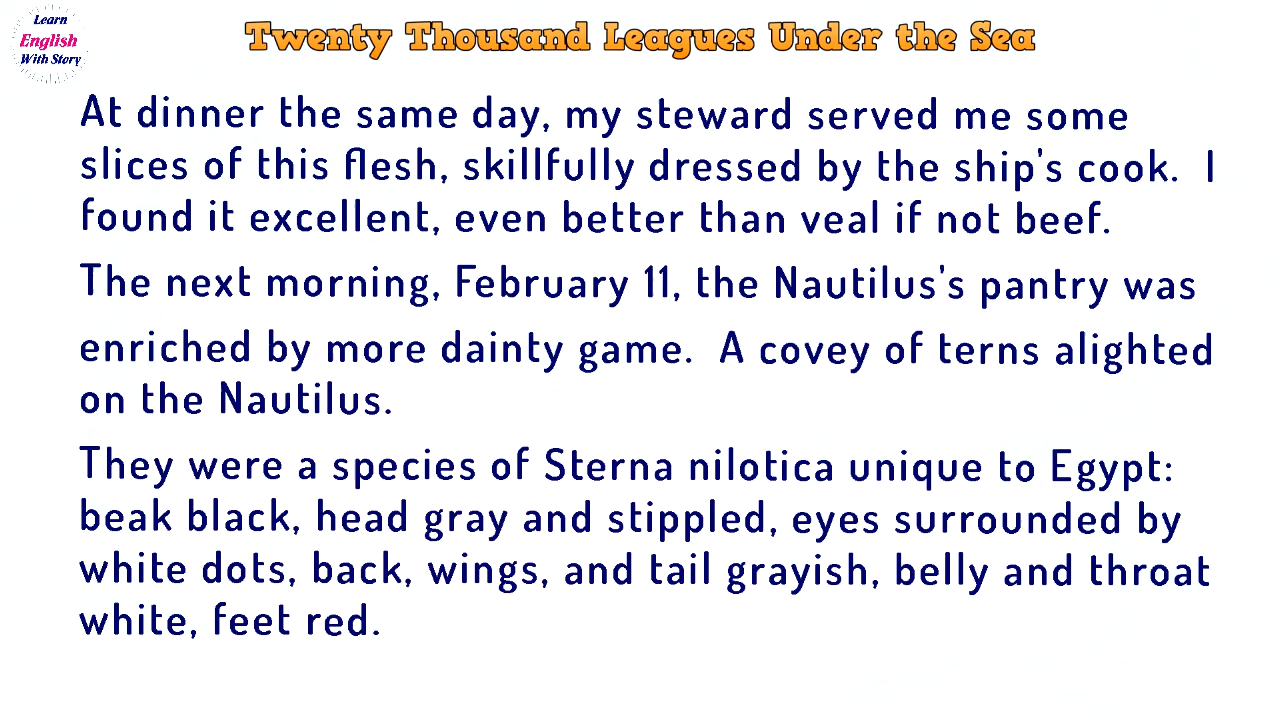 Learn
English
With Story
Twenty Thousand Leagues Under the Sea
At dinner the same day, my steward served me some
slices of this flesh, skillfully dressed by the ship's cook. I
found it excellent, even better than veal if not beef.
The next morning, February 11, the Nautilus's pantry was
enriched by more dainty game. A covey of terns alighted
on the Nautilus.
They were a species of Sterna nilotica unique to Egypt:
beak black, head gray and stippled, eyes surrounded by
white dots, back, wings, and tail grayish, belly and throat
white, feet red.